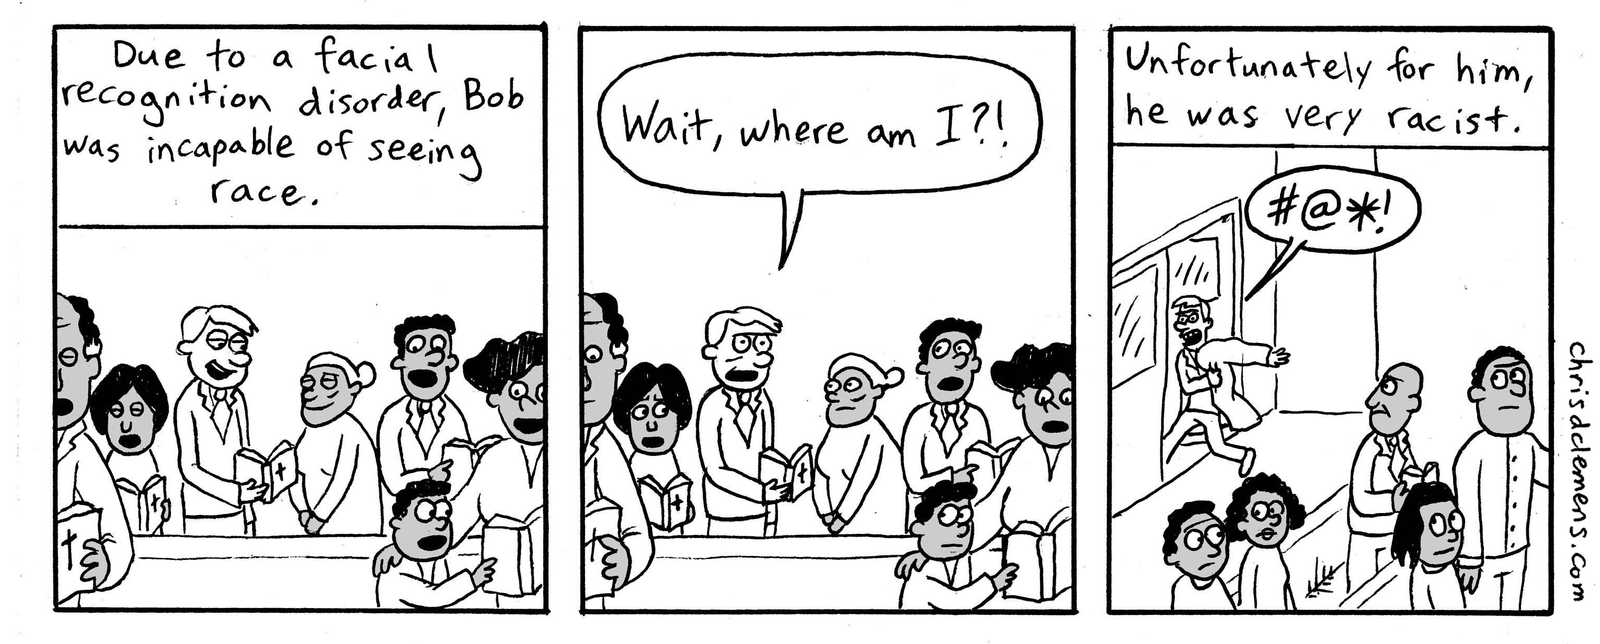 Due to a facial
recognition disorder, Bob
was incapable of seeing
race.
Wait, where am I?!
Unfortunately for him,
he was very racist.
#@*!
chrisdclemens.com